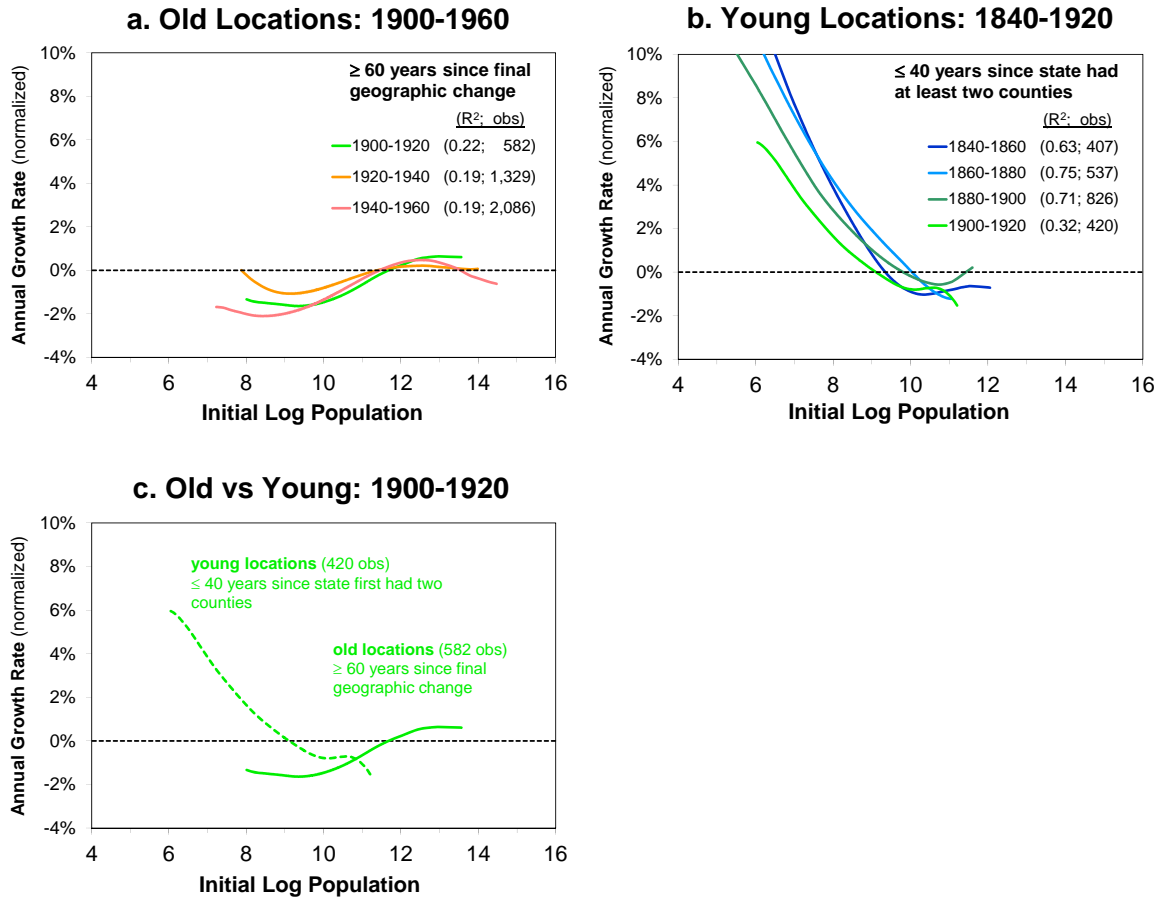 a. Old Locations: 1900-1960
10%
8%
6%
4%
2%
0%
-2%
-4%
Annual Growth Rate (normalized)
≥ 60 years since final
geographic change
(R²; obs)
1900-1920 (0.22; 582)
1920-1940 (0.19; 1,329)
1940-1960 (0.19; 2,086)
4 6 8 10 12 14 16
Initial Log Population
b. Young Locations: 1840-1920
10%
8%
6%
4%
2%
0%
-2%
-4%
Annual Growth Rate (normalized)
≤ 40 years since state had
at least two counties
(R²; obs)
1840-1860 (0.63; 407)
1860-1880 (0.75; 537)
1880-1900 (0.71; 826)
1900-1920 (0.32; 420)
4 6 8 10 12 14 16
Initial Log Population
c. Old vs Young: 1900-1920
10%
8%
6%
4%
2%
0%
-2%
-4%
Annual Growth Rate (normalized)
young locations (420 obs)
≤ 40 years since state first had two
counties
old locations (582 obs)
≥ 60 years since final
geographic change
4 6 8 10 12 14 16
Initial Log Population